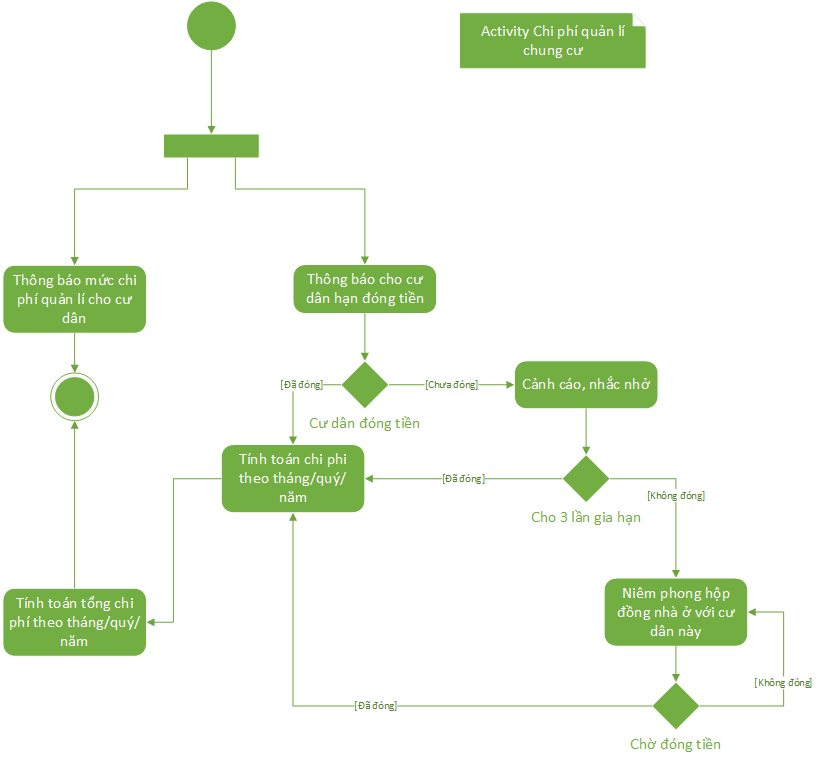 Activity Chi phí quản lí
chung cư
Thông báo mức chi
phí quản lí cho cư
dân
Thông báo cho cư
dân hạn đóng tiền
[Đã đóng]
[Chưa đóng]
Cảnh cáo, nhắc nhở
Cư dân đóng tiền
Tính toán chi phi
theo tháng/quý/
năm
[Đã đóng]
[Không đóng]
Cho 3 lần gia hạn
Tính toán tổng chi
phí theo tháng/quý/
năm
Niêm phong hộp
đồng nhà ở với cư
dân này
[Không đóng]
[Đã đóng]
Chờ đóng tiền